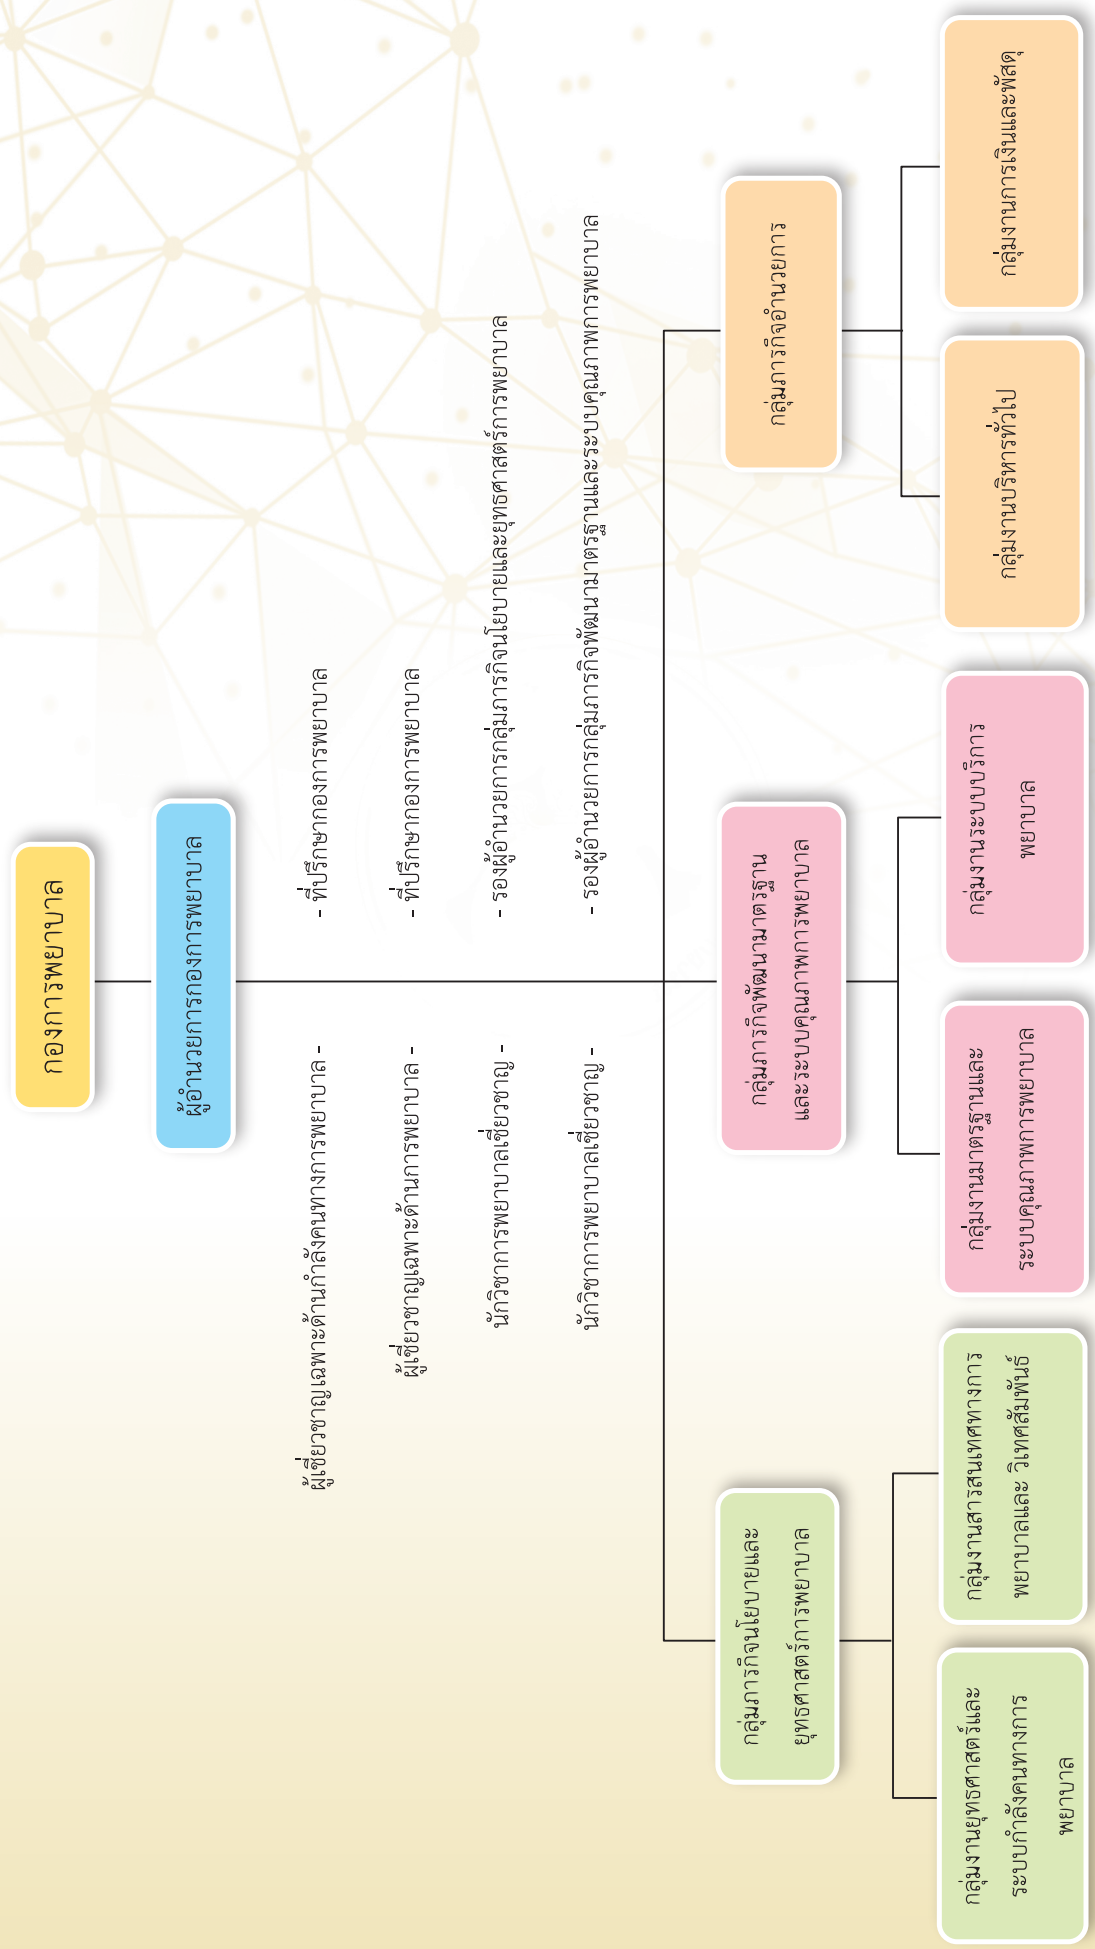 กองการพยาบาล
ผู้อำนวยการกองการพยาบาล
ผู้เชี่ยวชาญเฉพาะด้านกำลังคนทางการพยาบาล -
- ที่ปรึกษากองการพยาบาล
ผู้เชี่ยวชาญเฉพาะด้านการพยาบาล -
- ที่ปรึกษากองการพยาบาล
นักวิชาการพยาบาลเชี่ยวชาญ -
- รองผู้อำนวยการกลุ่มภารกิจนโยบายและยุทธศาสตร์การพยาบาล
นักวิชาการพยาบาลเชี่ยวชาญ -
- รองผู้อำนวยการกลุ่มภารกิจพัฒนามาตรฐานและระบบคุณภาพการพยาบาล
กลุ่มภารกิจนโยบายและ
ยุทธศาสตร์การพยาบาล
กลุ่มภารกิจพัฒนามาตรฐาน
และระบบคุณภาพการพยาบาล
กลุ่มภารกิจอำนวยการ
กลุ่มงานยุทธศาสตร์และ
ระบบกำลังคนทางการ
พยาบาล
กลุ่มงานสารสนเทศทางการ
พยาบาลและ วิเทศสัมพันธ์
กลุ่มงานมาตรฐานและ
ระบบคุณภาพการพยาบาล
กลุ่มงานระบบบริการ
พยาบาล
กลุ่มงานบริหารทั่วไป
กลุ่มงานการเงินและพัสดุ